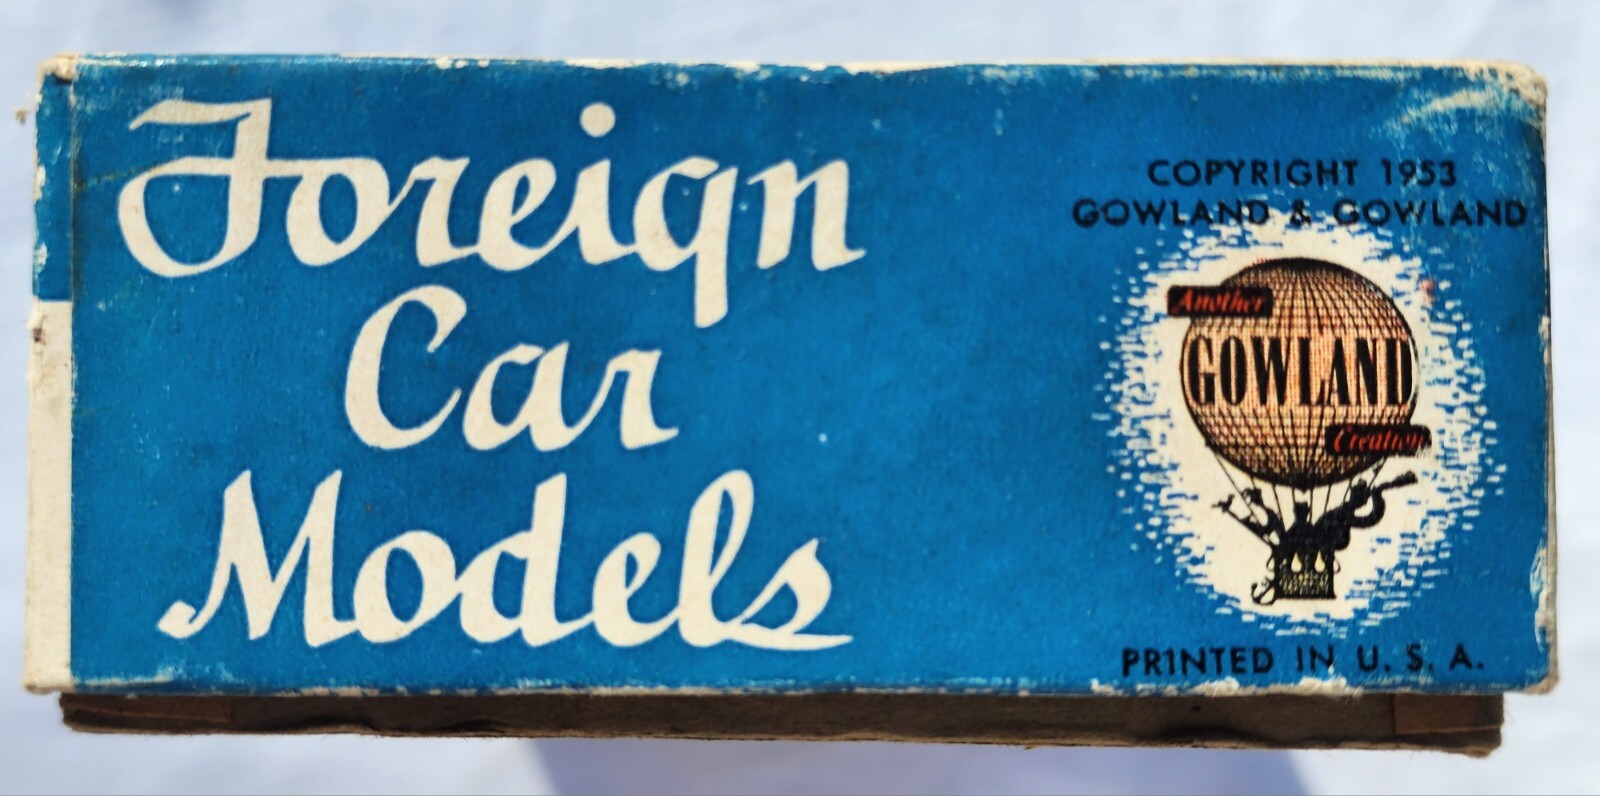 Foreign
Car
Models
COPYRIGHT 1953
GOWLAND & GOWLAND
Another
GOWLAND
Creation
PRINTED IN U. S. A.